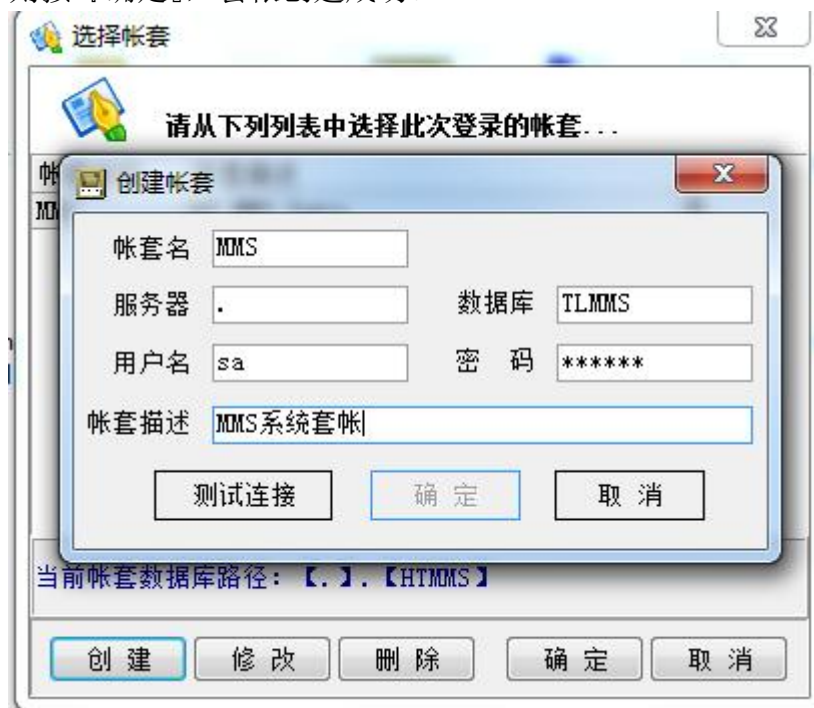 选择帐套
请从下列列表中选择此次登录的帐套...
帐
创建帐套
帐套名 MMS
服务器 . 数据库 TLMMS
用户名 sa 密 码 ******
帐套描述 MMS系统套帐
测试连接 确 定 取 消
当前帐套数据库路径：【.】.【HTMMS】
创 建 修 改 删 除 确 定 取 消